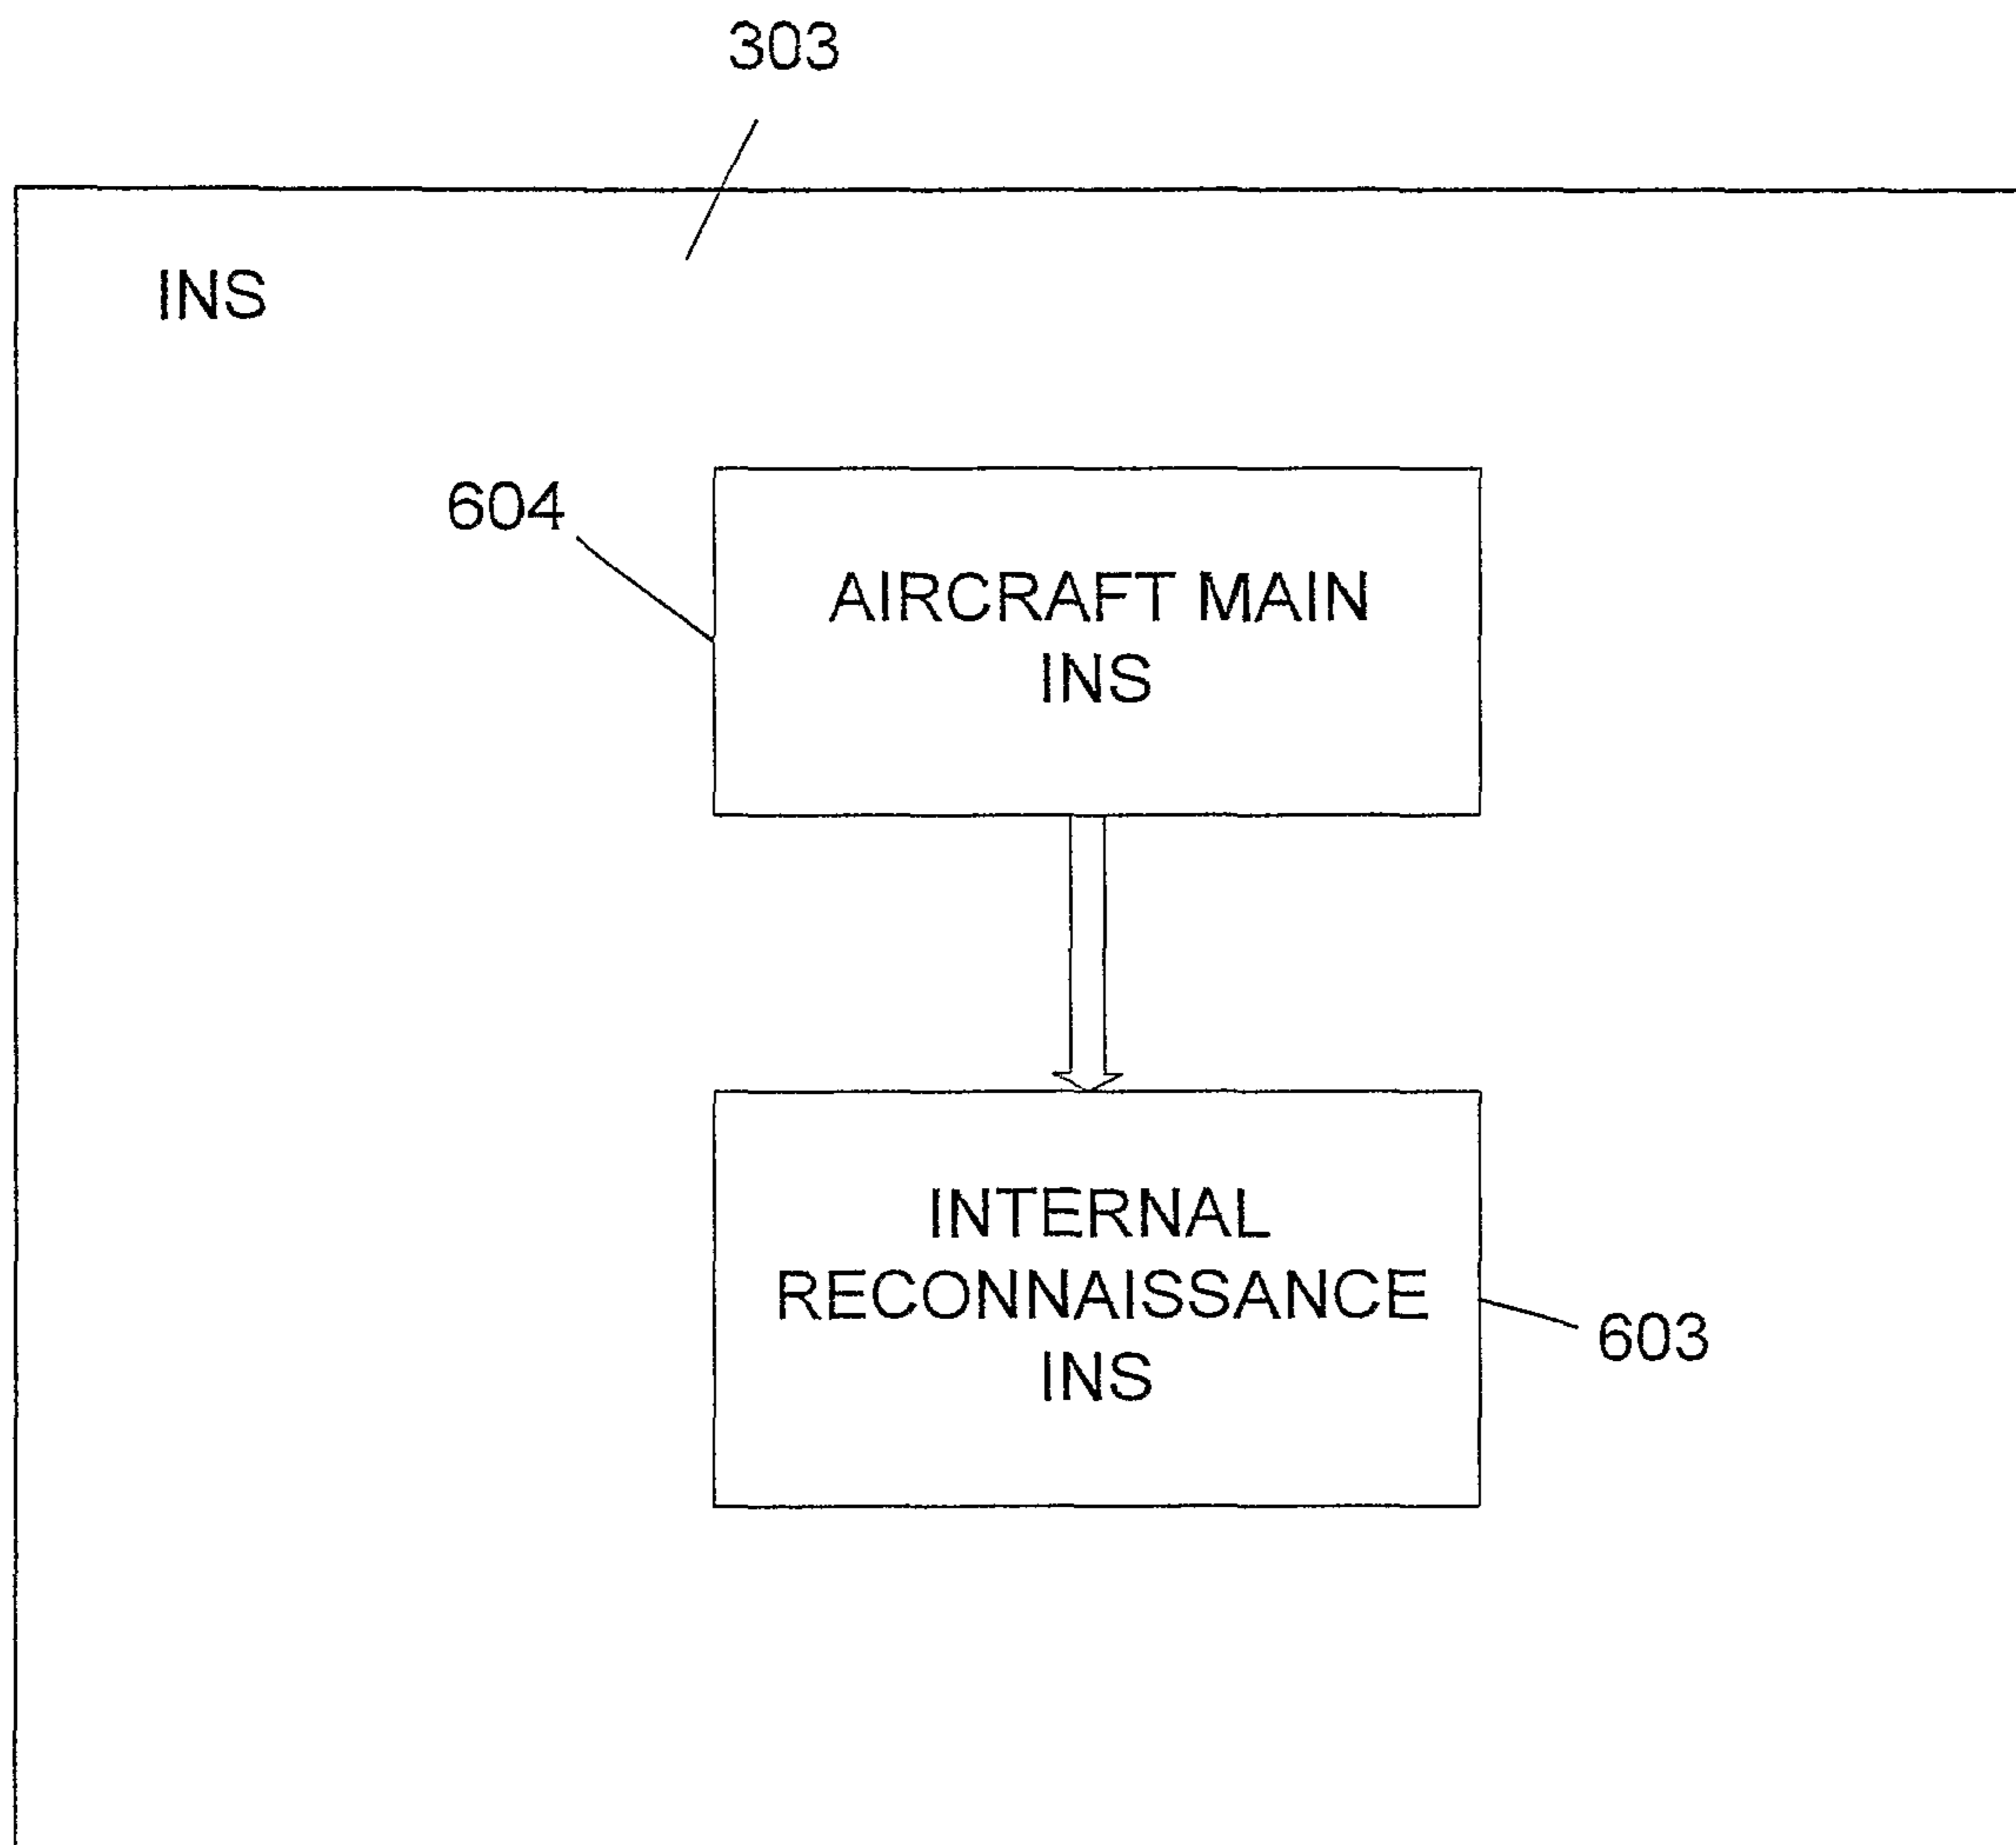 303
INS
604
AIRCRAFT MAIN
INS
INTERNAL
RECONNAISSANCE
INS
603